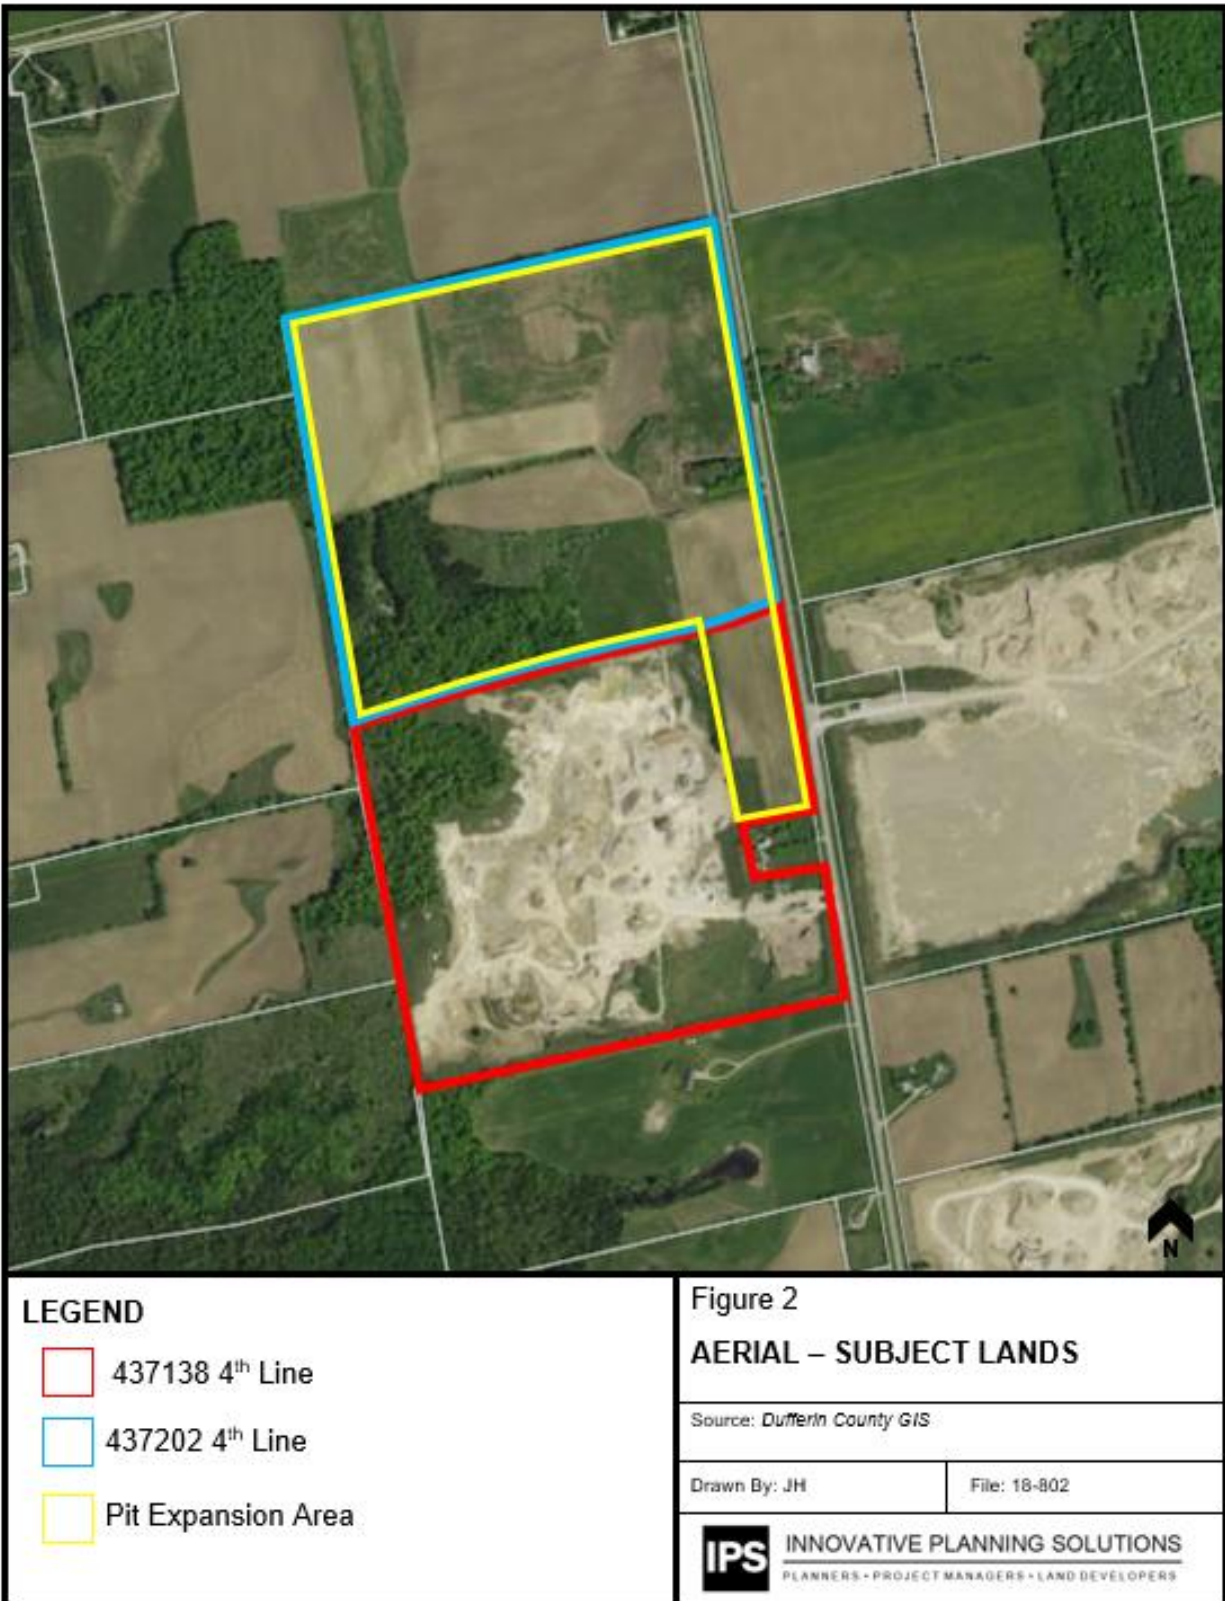 N
LEGEND
437138 4th Line
437202 4th Line
Pit Expansion Area
Figure 2
AERIAL – SUBJECT LANDS
Source: Dufferin County GIS
Drawn By: JH
File: 18-802
IPS
INNOVATIVE PLANNING SOLUTIONS
PLANNERS • PROJECT MANAGERS • LAND DEVELOPERS